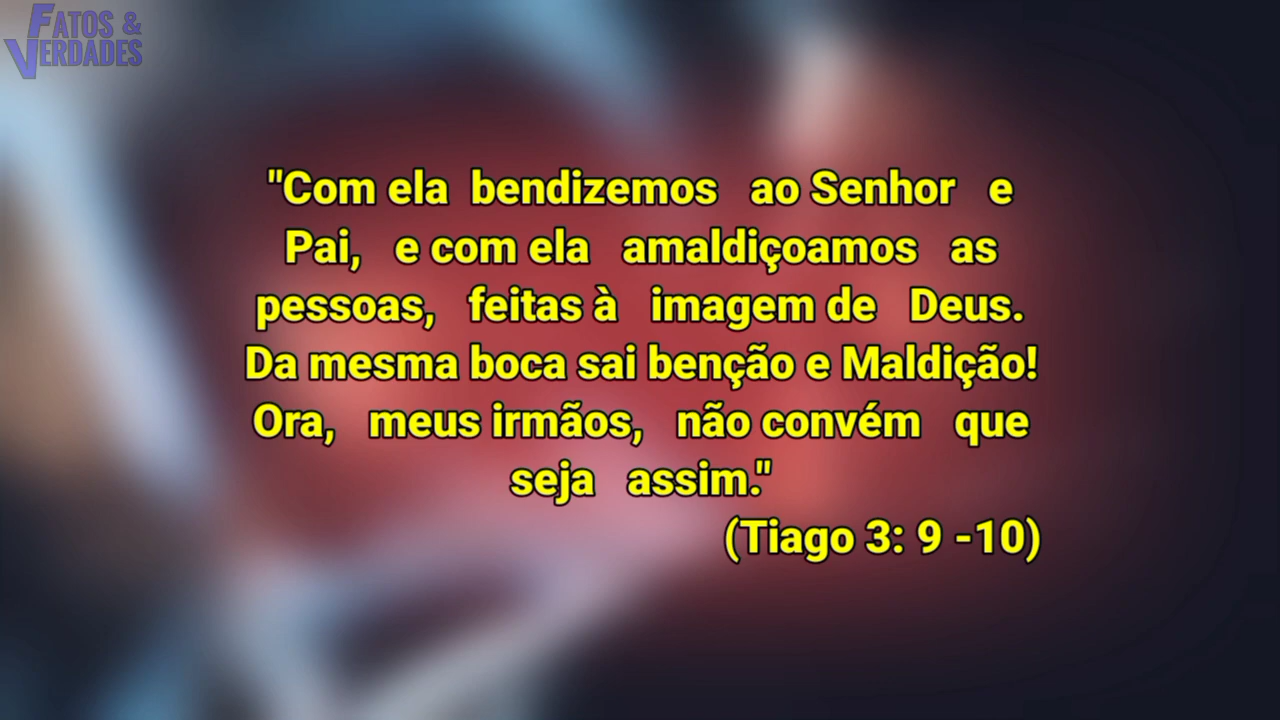 FATOS &
VERDADES
"Com ela bendizemos ao Senhor e
Pai, e com ela amaldiçoamos as
pessoas, feitas à imagem de Deus.
Da mesma boca sai benção e Maldição!
Ora, meus irmãos, não convém que
seja assim."
(Tiago 3: 9 -10)